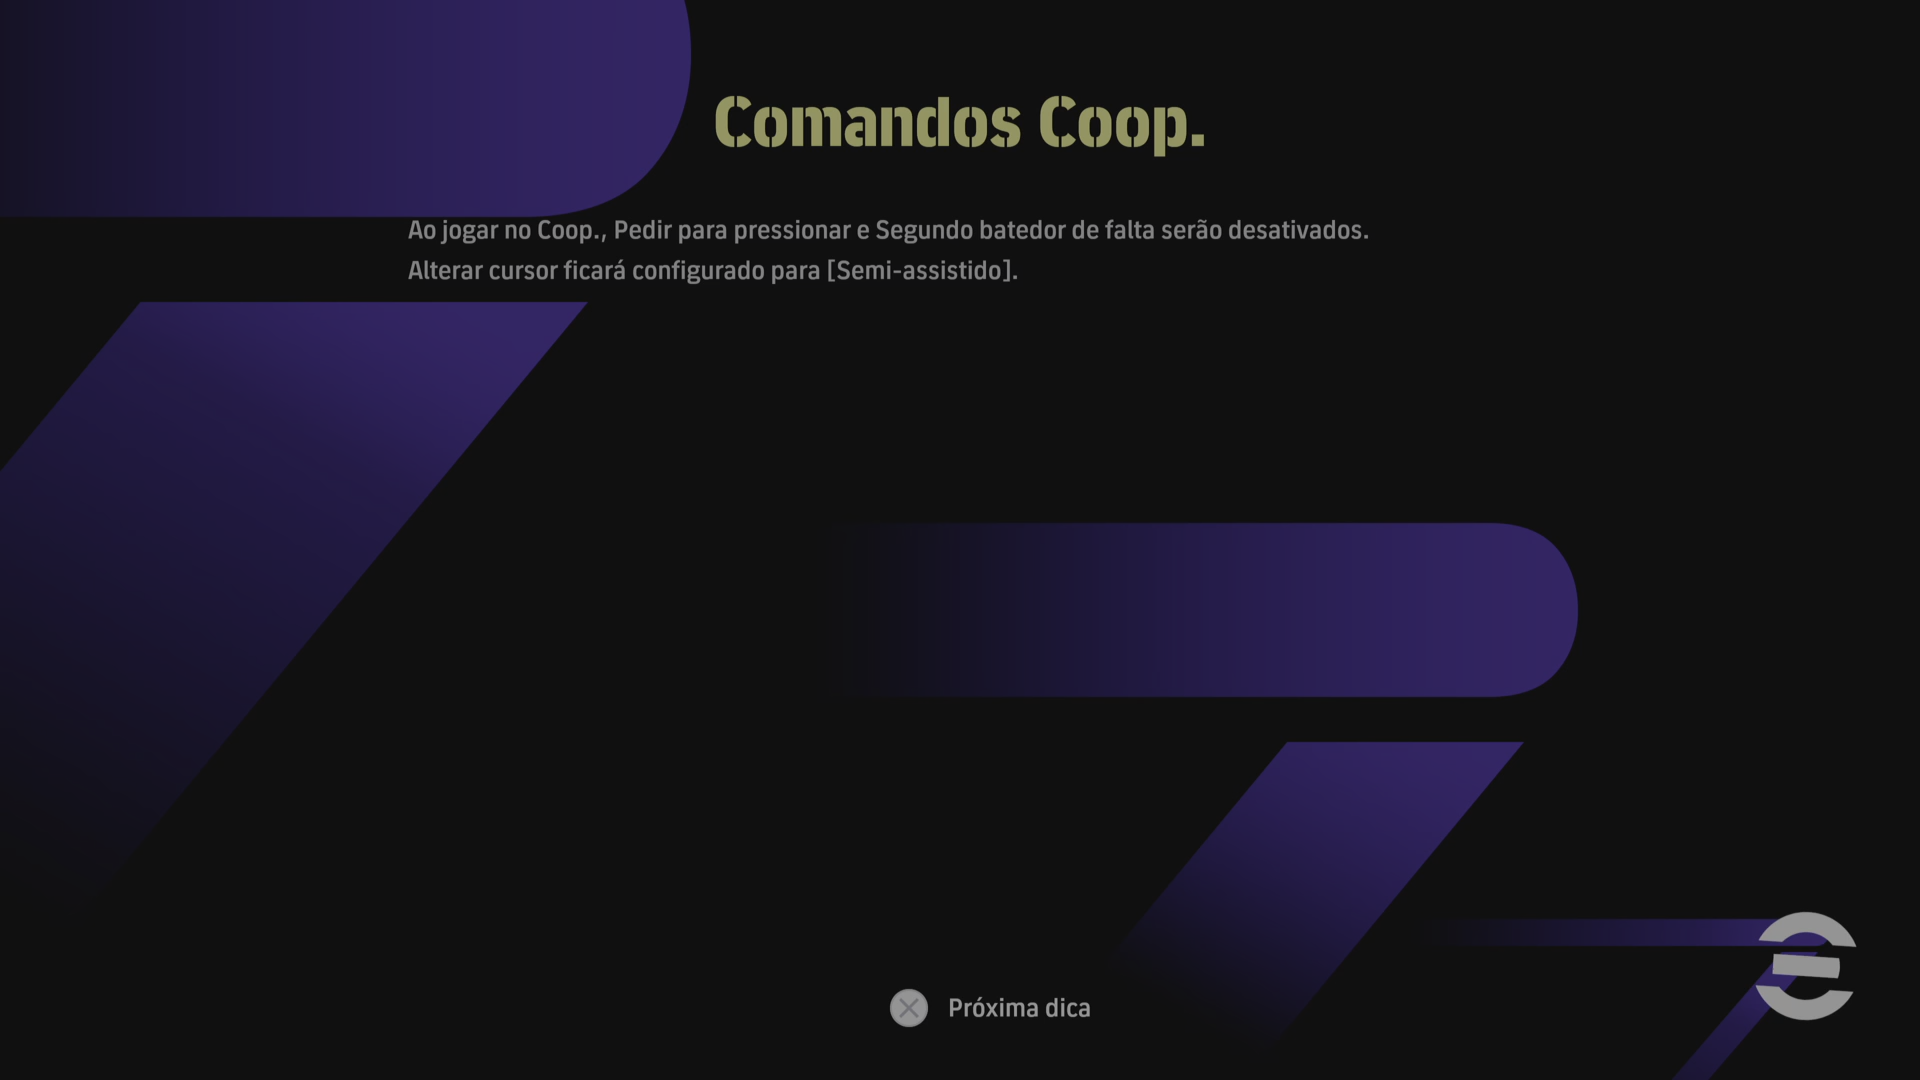 Comandos Coop.
Ao jogar no Coop., Pedir para pressionar e Segundo batedor de falta serão desativados.
Alterar cursor ficará configurado para [Semi-assistido].
Próxima dica